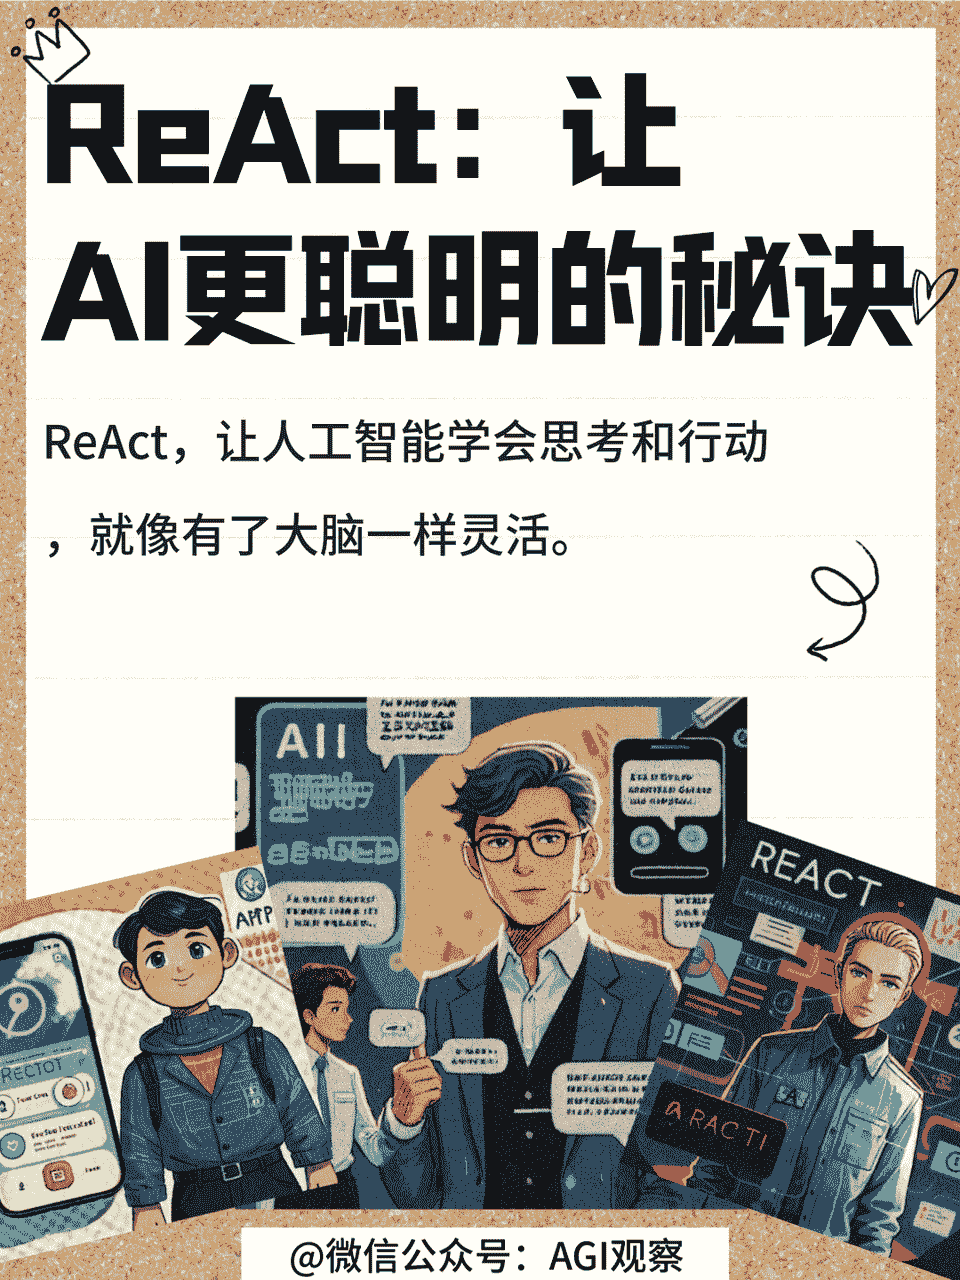 ReAct：让
AI更聪明的秘诀
ReAct，让人工智能学会思考和行动
，就像有了大脑一样灵活。
AII
REACT
APP
RECTOT
RACTI
@微信公众号：AGI观察